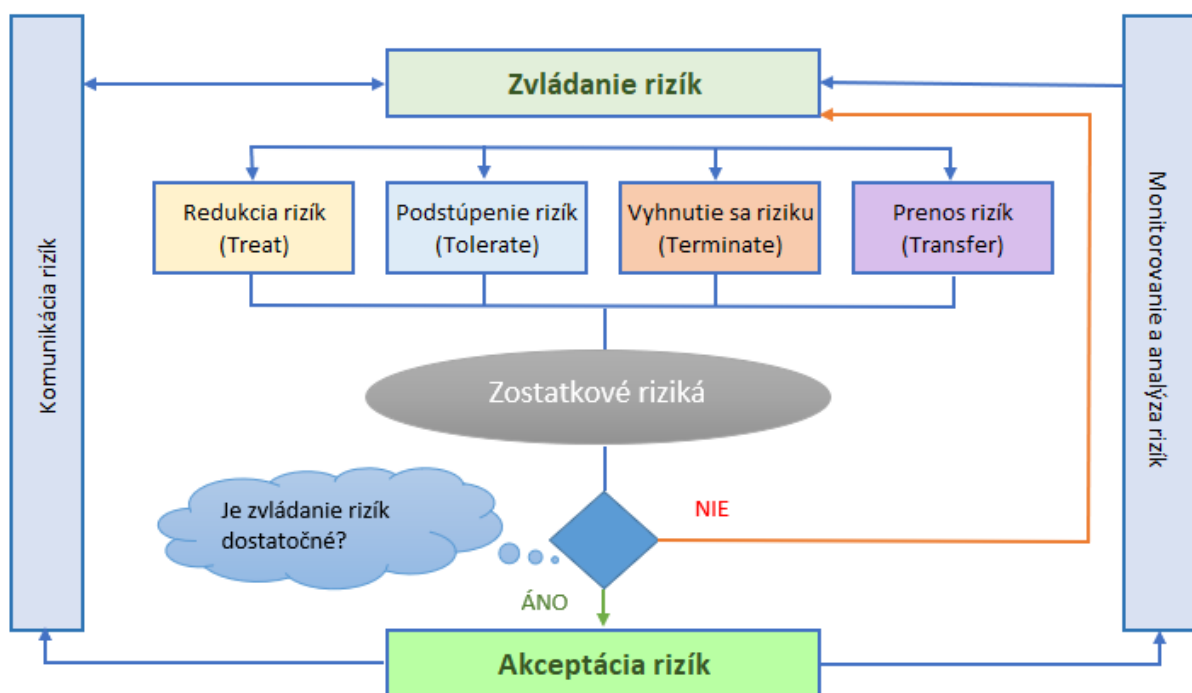 Zvládanie rizík
Komunikácia rizík
Monitorovanie a analýza rizík
Redukcia rizík
(Treat)
Podstúpenie rizík
(Tolerate)
Vyhnutie sa riziku
(Terminate)
Prenos rizík
(Transfer)
Zostatkové riziká
Je zvládanie rizík
dostatočné?
NIE
ÁNO
Akceptácia rizík